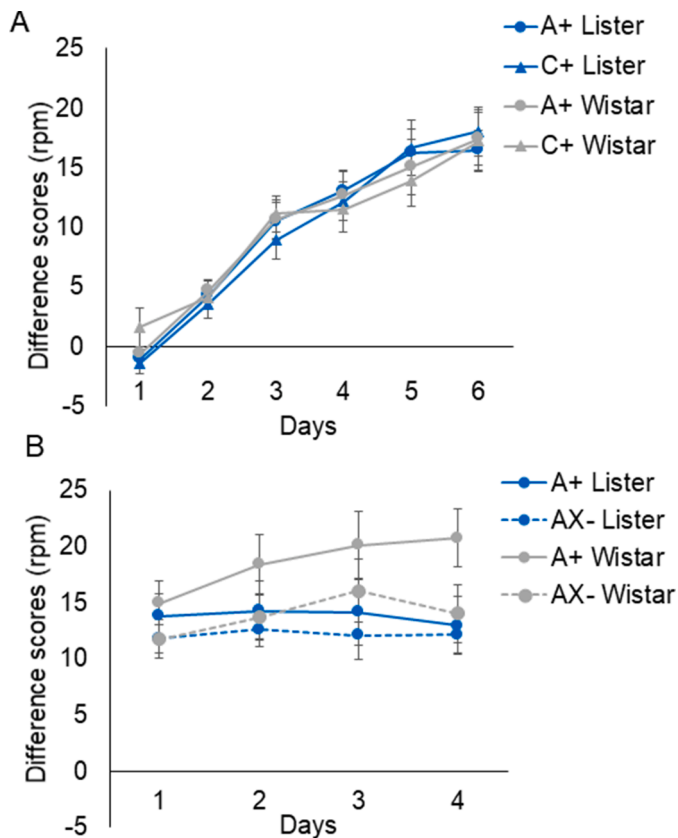 A
A+ Lister
C+ Lister
A+ Wistar
C+ Wistar
Difference scores (rpm)
25
20
15
10
5
0
-5
1 2 3 4 5 6
Days
B
A+ Lister
AX- Lister
A+ Wistar
AX- Wistar
Difference scores (rpm)
25
20
15
10
5
0
-5
1 2 3 4
Days